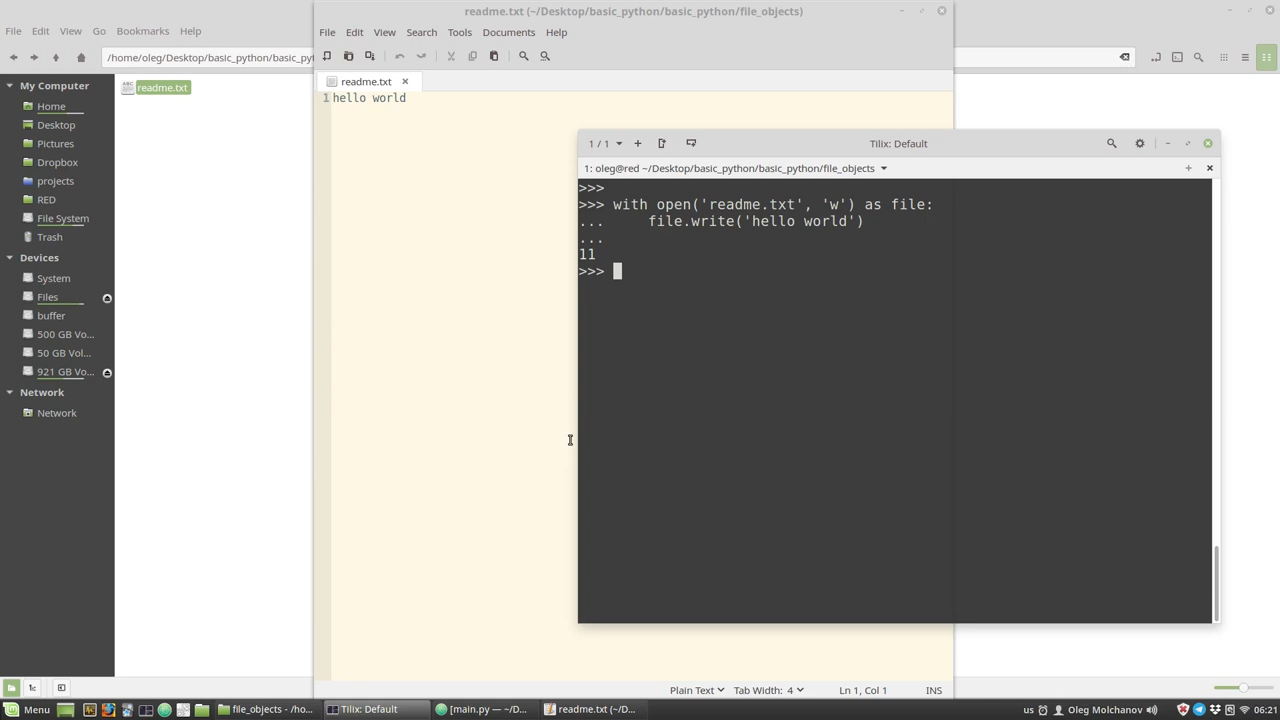 readme.txt (~/Desktop/basic_python/basic_python/file_objects)
File Edit View Go Bookmarks Help
File Edit View Search Tools Documents Help
/home/oleg/Desktop/basic_python/basic_py
My Computer
Home
Desktop
Pictures
Dropbox
projects
RED
File System
Trash
Devices
System
Files
buffer
500 GB Vo...
50 GB Vol...
921 GB Vo...
Network
Network
readme.txt
readme.txt
1 hello world
1 / 1
Tilix: Default
1: oleg@red ~/Desktop/basic_python/basic_python/file_objects
>>>
>>> with open('readme.txt', 'w') as file:
...     file.write('hello world')
...
11
>>>
Plain Text Tab Width: 4 Ln 1, Col 1 INS
Menu
file_objects - /ho...
Tilix: Default
[main.py — ~/D...
readme.txt (~/D...
us
Oleg Molchanov
06:21